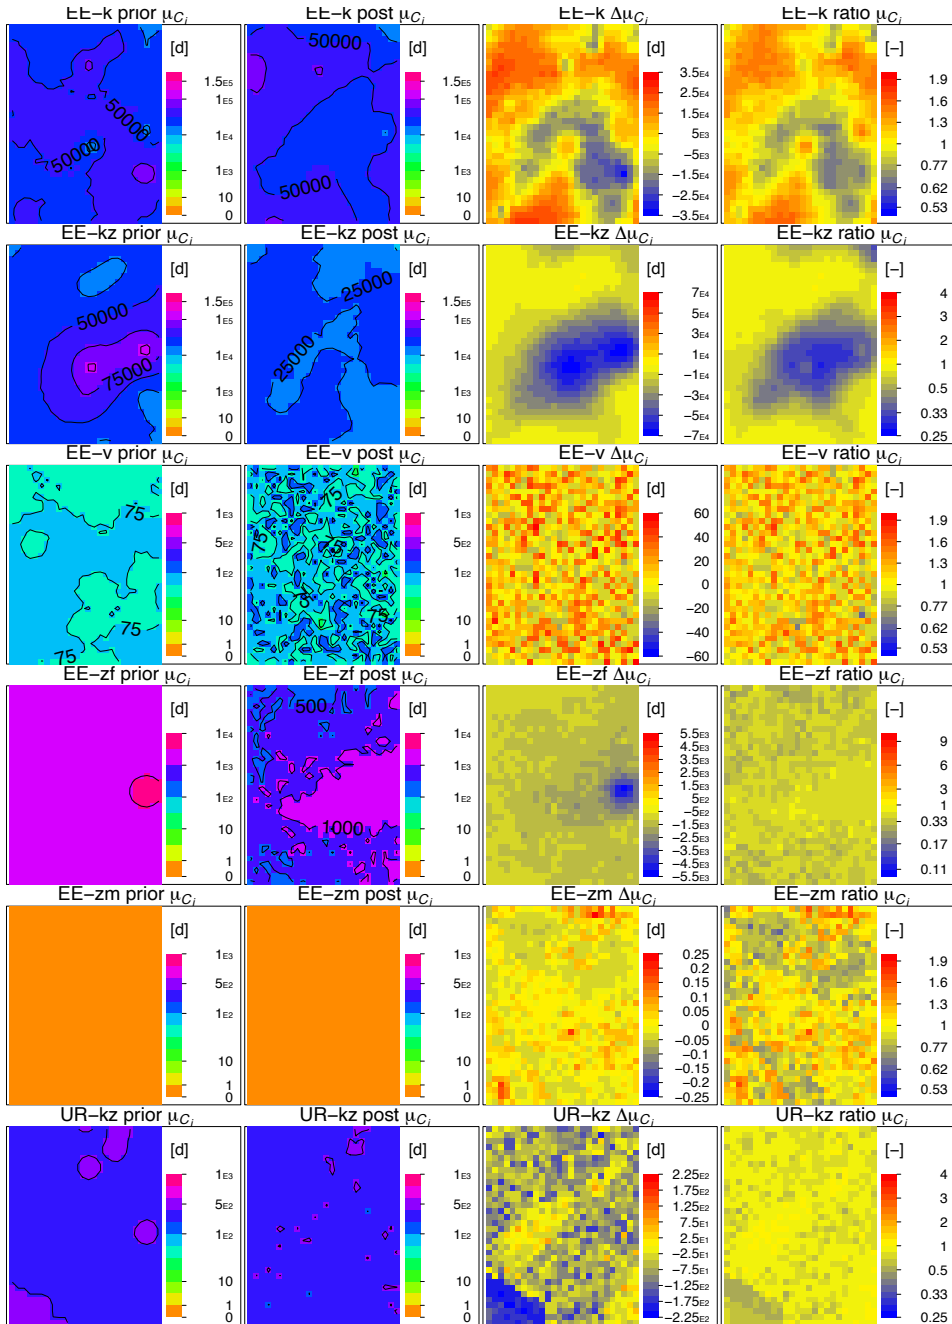 EE−k prior μCi
EE−k post μCi
EE−k ΔμCi
EE−k ratio μCi
[d]
1.5E5
1E5
1E4
1E3
10
0
50000
50000
[d]
1.5E5
1E5
1E4
1E3
10
0
50000
50000
[d]
3.5E4
2.5E4
1.5E4
5E3
−5E3
−1.5E4
−2.5E4
−3.5E4
[−]
1.9
1.6
1.3
1
0.77
0.62
0.53
EE−kz prior μCi
EE−kz post μCi
EE−kz ΔμCi
EE−kz ratio μCi
[d]
1.5E5
1E5
1E4
1E3
10
0
50000
75000
[d]
1.5E5
1E5
1E4
1E3
10
0
25000
25000
[d]
7E4
5E4
3E4
1E4
−1E4
−3E4
−5E4
−7E4
[−]
4
3
2
1
0.5
0.33
0.25
EE−v prior μCi
EE−v post μCi
EE−v ΔμCi
EE−v ratio μCi
[d]
1E3
5E2
1E2
10
1
0
75
75
75
75
[d]
1E3
5E2
1E2
10
1
0
75
75
75
75
75
[d]
60
40
20
0
−20
−40
−60
[−]
1.9
1.6
1.3
1
0.77
0.62
0.53
EE−zf prior μCi
EE−zf post μCi
EE−zf ΔμCi
EE−zf ratio μCi
[d]
1E4
1E3
1E2
10
1
0
[d]
1E4
1E3
1E2
10
1
0
500
1000
[d]
5.5E3
4.5E3
3.5E3
2.5E3
1.5E3
5E2
−5E2
−1.5E3
−2.5E3
−3.5E3
−4.5E3
−5.5E3
[−]
9
6
3
1
0.33
0.17
0.11
EE−zm prior μCi
EE−zm post μCi
EE−zm ΔμCi
EE−zm ratio μCi
[d]
1E3
5E2
1E2
10
1
0
[d]
1E3
5E2
1E2
10
1
0
[d]
0.25
0.2
0.15
0.1
0.05
0
−0.05
−0.1
−0.15
−0.2
−0.25
[−]
1.9
1.6
1.3
1
0.77
0.62
0.53
UR−kz prior μCi
UR−kz post μCi
UR−kz ΔμCi
UR−kz ratio μCi
[d]
1E3
5E2
1E2
10
1
0
[d]
1E3
5E2
1E2
10
1
0
[d]
2.25E2
1.75E2
1.25E2
7.5E1
2.5E1
−2.5E1
−7.5E1
−1.25E2
−1.75E2
−2.25E2
[−]
4
3
2
1
0.5
0.33
0.25